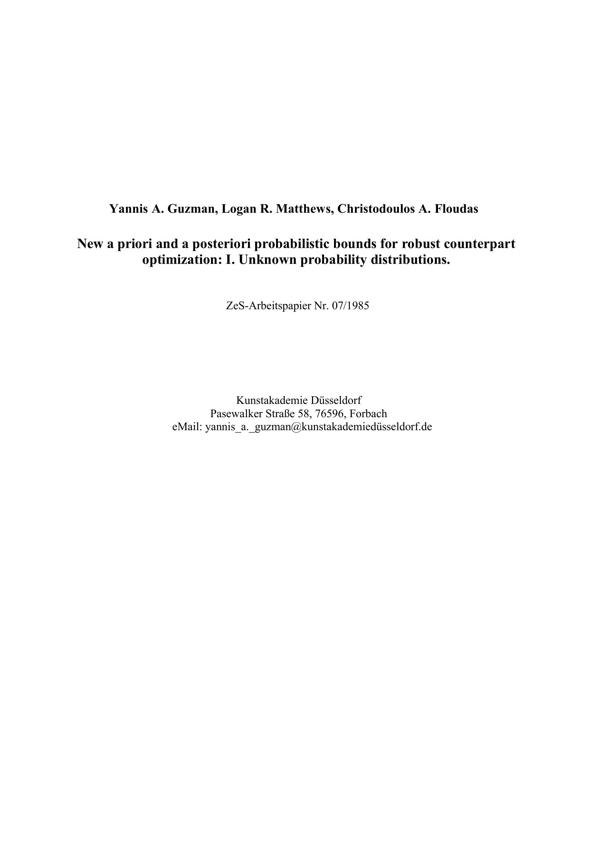 Yannis A. Guzman, Logan R. Matthews, Christodoulos A. Floudas
New a priori and a posteriori probabilistic bounds for robust counterpart
optimization: I. Unknown probability distributions.
ZeS-Arbeitspapier Nr. 07/1985
Kunstakademie Düsseldorf
Pasewalker Straße 58, 76596, Forbach
eMail: yannis_a._guzman@kunstakademiedüsseldorf.de